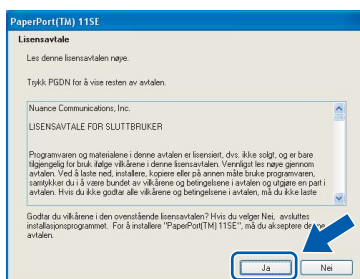 PaperPort(TM) 11SE
Lisensavtale
Les denne lisensavtalen nøye.
Trykk PGDN for å vise resten av avtalen.
Nuance Communications, Inc.
LISENSAVTALE FOR SLUTTBRUKER
Programvaren og materialene i denne avtalen er lisensiert, dvs. ikke solgt, og er bare
tilgjengelig for bruk ifølge vilkårene i denne lisensavtalen. Vennligst les nøye gjennom
avtalen. Ved å laste ned, installere, kopiere eller på annen måte bruke programvaren,
samtykker du i å være bundet av vilkårene og betingelsene i avtalen og utgjøre en part i
avtalen. Hvis du ikke godtar alle vilkårene og betingelsene i avtalen, må du ikke laste
Godtar du vilkårene i den ovenstående lisensavtalen? Hvis du velger Nei, avsluttes
installasjonsprogrammet. For å installere "PaperPort(TM) 11SE", må du akseptere denne
avtalen.
Ja
Nei